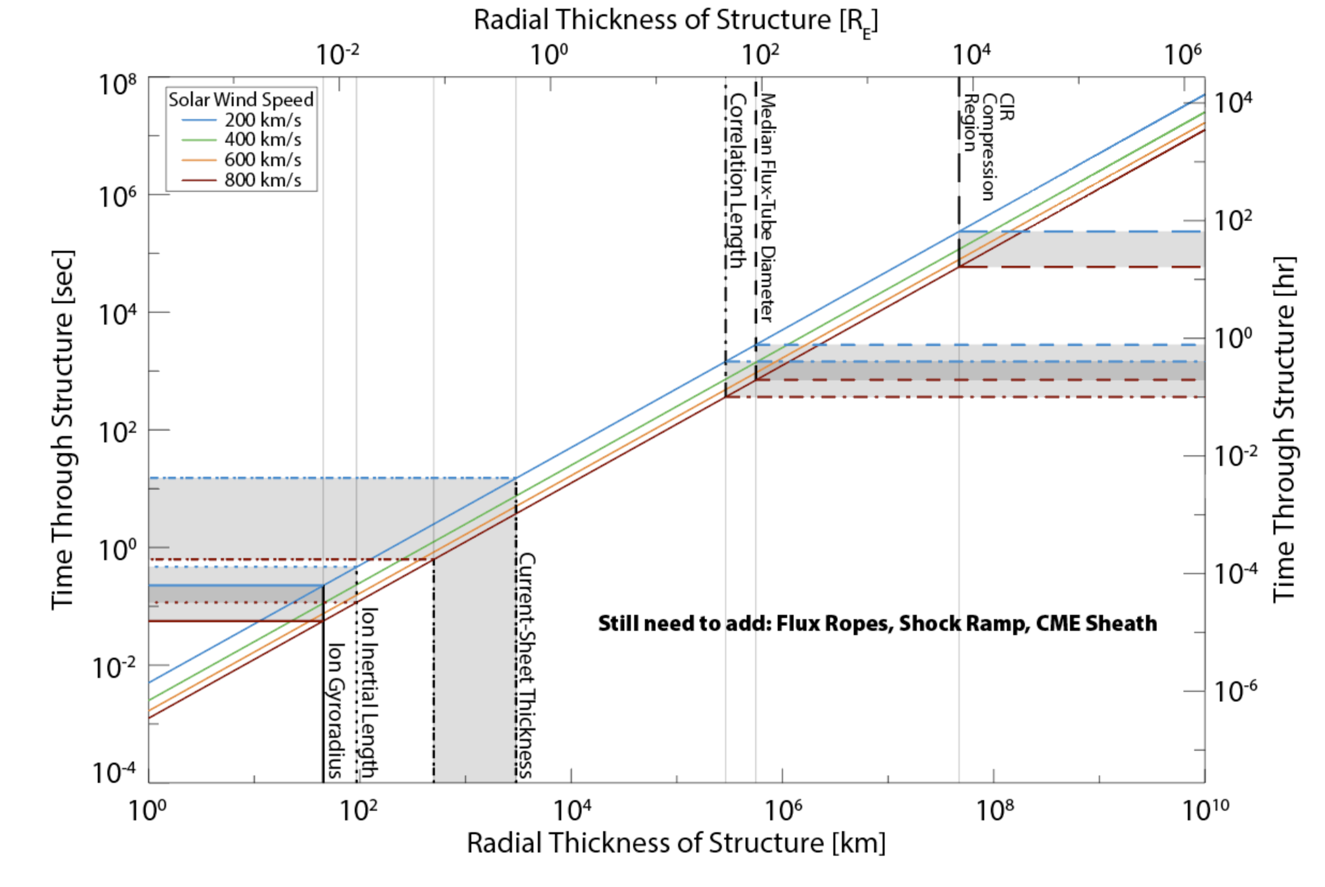 Radial Thickness of Structure [R_E]
10^-2 10^0 10^2 10^4 10^6
10^8
10^6
10^4
10^2
10^0
10^-2
10^-4
Time Through Structure [sec]
Solar Wind Speed
200 km/s
400 km/s
600 km/s
800 km/s
Correlation Length
Median Flux-Tube Diameter
CIR
Compression
Region
Ion Gyroradius
Ion Inertial Length
Current-Sheet Thickness
Still need to add: Flux Ropes, Shock Ramp, CME Sheath
10^4
10^2
10^0
10^-2
10^-4
10^-6
Time Through Structure [hr]
10^0 10^2 10^4 10^6 10^8 10^10
Radial Thickness of Structure [km]